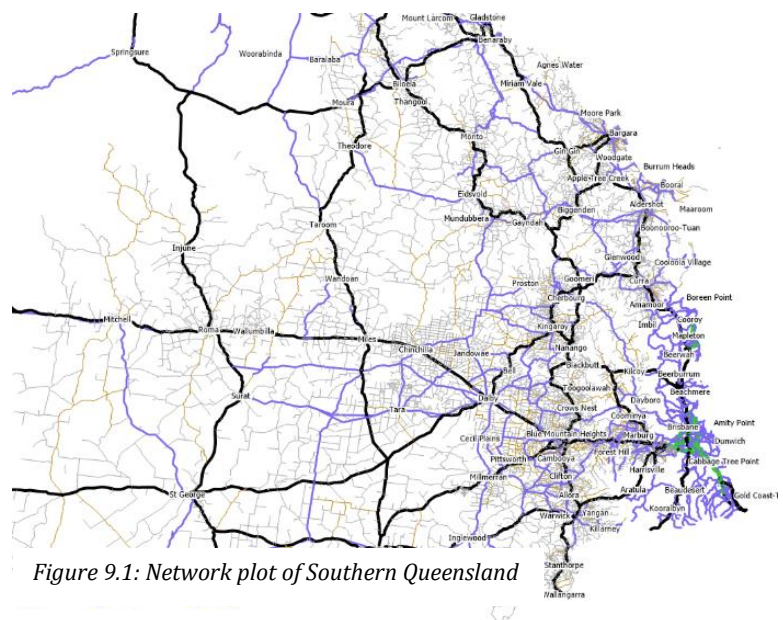 Gladstone
Mount Larcom
Benaraby
Springsure
Woorabinda
Baralaba
Agnes Water
Biloela
Miriam Vale
Moura
Thangool
Moore Park
Monto
Bargara
Theodore
Gin Gin
Woodgate
Burrum Heads
Apple Tree Creek
Booral
Eidsvold
Aldershot
Maaroom
Mundubbera
Gayndah
Biggenden
Taroom
Boonooroo-Tuan
Injune
Glenwood
Cooloola Village
Wandoan
Proston
Goomeri
Curra
Cherbourg
Boreen Point
Amamoor
Mitchell
Cooroy
Roma
Wallumbilla
Kingaroy
Imbil
Mapleton
Miles
Chinchilla
Jandowae
Nanango
Beerwah
Bell
Blackbutt
Kilcoy
Beerburrum
Surat
Toogoolawah
Beachmere
Tara
Dalby
Crows Nest
Dayboro
Coominya
Amity Point
Cecil Plains
Blue Mountain Heights
Marburg
Brisbane
Dunwich
Pittsworth
Cambooya
Forest Hill
Cabbage Tree Point
Harrisville
Millmerran
Clifton
St George
Allora
Aratula
Beaudesert
Gold Coast-T
Warwick
Yangan
Kooralbyn
Killarney
Inglewood
Figure 9.1: Network plot of Southern Queensland
Stanthorpe
Wallangarra